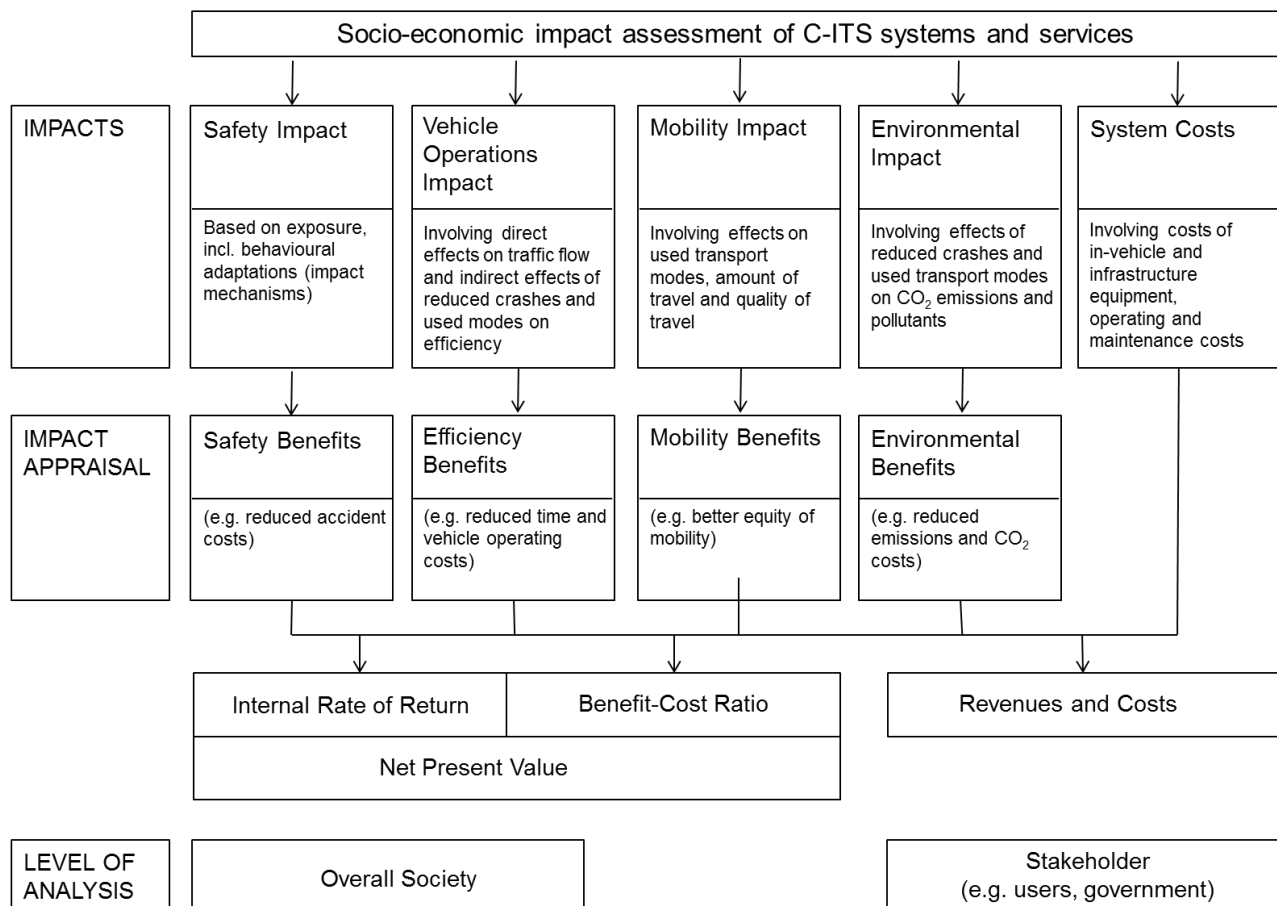 Socio-economic impact assessment of C-ITS systems and services
IMPACTS
Safety Impact
Based on exposure,
incl. behavioural
adaptations (impact
mechanisms)
Vehicle
Operations
Impact
Involving direct
effects on traffic flow
and indirect effects of
reduced crashes and
used modes on
efficiency
Mobility Impact
Involving effects on
used transport
modes, amount of
travel and quality of
travel
Environmental
Impact
Involving effects of
reduced crashes and
used transport modes
on CO₂ emissions and
pollutants
System Costs
Involving costs of
in-vehicle and
infrastructure
equipment,
operating and
maintenance costs
IMPACT
APPRAISAL
Safety Benefits
(e.g. reduced accident
costs)
Efficiency
Benefits
(e.g. reduced time and
vehicle operating
costs)
Mobility Benefits
(e.g. better equity of
mobility)
Environmental
Benefits
(e.g. reduced
emissions and CO₂
costs)
Internal Rate of Return
Benefit-Cost Ratio
Revenues and Costs
Net Present Value
LEVEL OF
ANALYSIS
Overall Society
Stakeholder
(e.g. users, government)